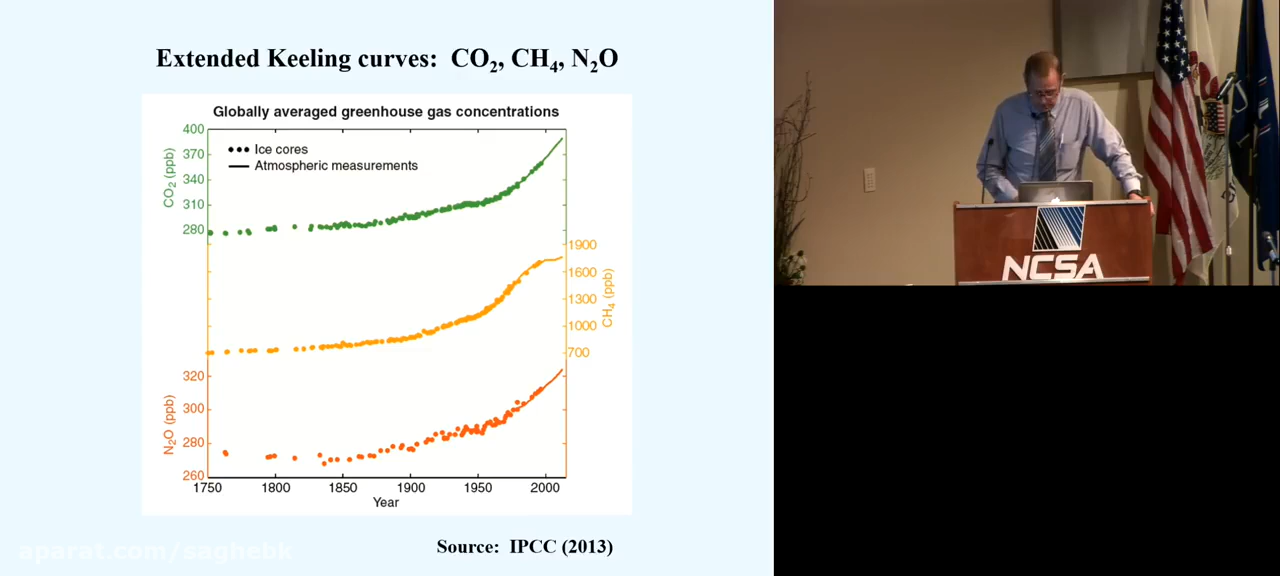 Extended Keeling curves: CO₂, CH₄, N₂O
Globally averaged greenhouse gas concentrations
400
370
340
310
280
CO₂ (ppb)
Ice cores
Atmospheric measurements
1900
1600
1300
1000
700
CH₄ (ppb)
320
300
280
260
N₂O (ppb)
1750 1800 1850 1900 1950 2000
Year
Source: IPCC (2013)
aparat.com/saghebk
NCSA